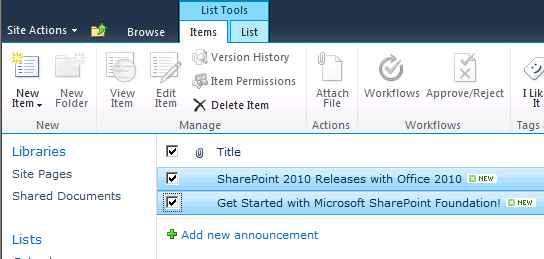 List Tools
Site Actions
Browse
Items
List
New Item
New Folder
View Item
Edit Item
Version History
Item Permissions
Delete Item
Attach File
Workflows
Approve/Reject
I Lik
It
New
Manage
Actions
Workflows
Tags a
Libraries
Site Pages
Shared Documents
Lists
Title
SharePoint 2010 Releases with Office 2010 NEW
Get Started with Microsoft SharePoint Foundation! NEW
Add new announcement